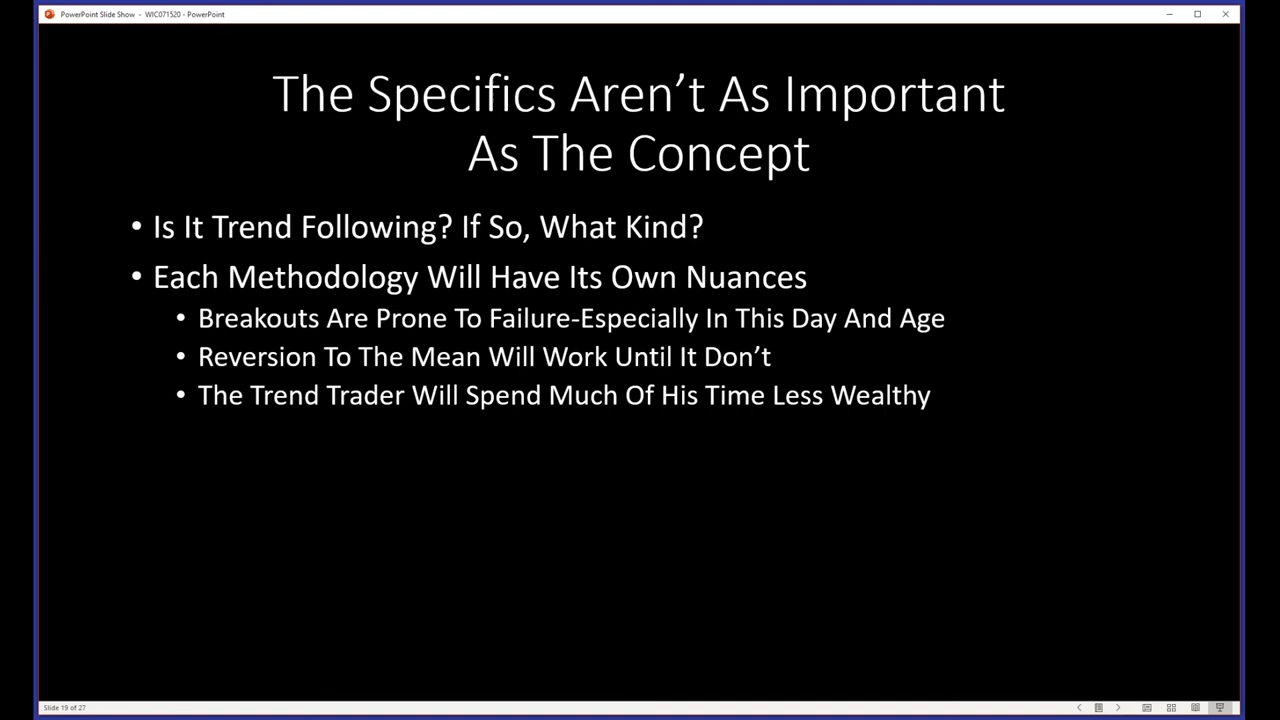 PowerPoint Slide Show - WIC071520 - PowerPoint
The Specifics Aren’t As Important
As The Concept
• Is It Trend Following? If So, What Kind?
• Each Methodology Will Have Its Own Nuances
• Breakouts Are Prone To Failure-Especially In This Day And Age
• Reversion To The Mean Will Work Until It Don’t
• The Trend Trader Will Spend Much Of His Time Less Wealthy
Slide 19 of 27